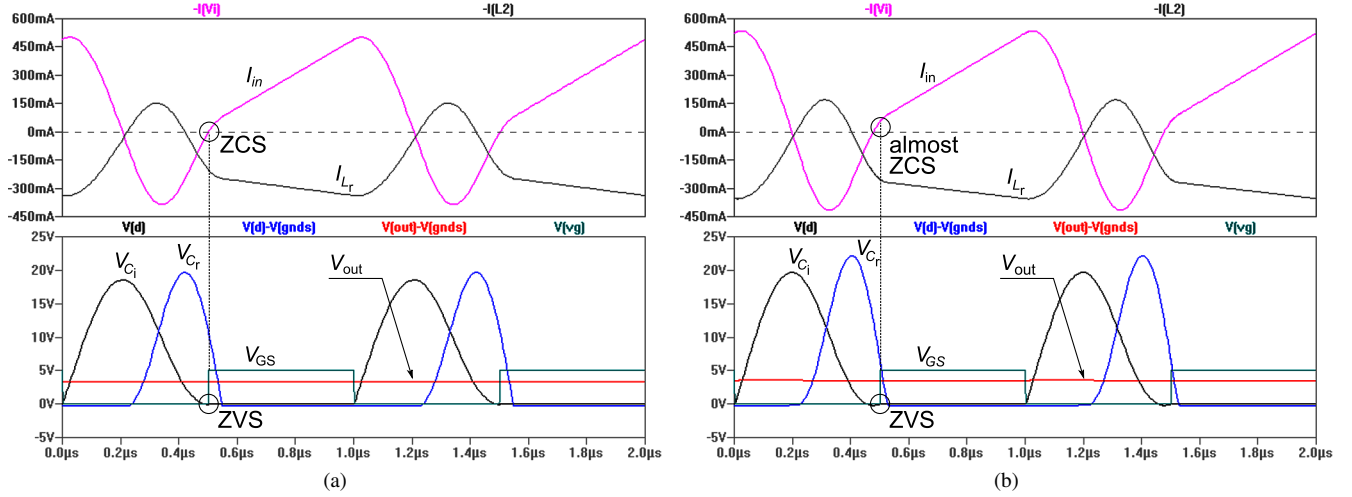 -I(Vi) -I(L2)
600mA
450mA
300mA
150mA
0mA
-150mA
-300mA
-450mA
I_in
ZCS
I_Lr
V(d) V(d)-V(gnds) V(out)-V(gnds) V(vg)
25V
20V
15V
10V
5V
0V
-5V
V_Ci V_Cr
V_out
V_GS
ZVS
0.0µs 0.2µs 0.4µs 0.6µs 0.8µs 1.0µs 1.2µs 1.4µs 1.6µs 1.8µs 2.0µs
(a)
-I(Vi) -I(L2)
600mA
450mA
300mA
150mA
0mA
-150mA
-300mA
-450mA
I_in
almost
ZCS
I_Lr
V(d) V(d)-V(gnds) V(out)-V(gnds) V(vg)
25V
20V
15V
10V
5V
0V
-5V
V_Ci V_Cr
V_out
V_GS
ZVS
0.0µs 0.2µs 0.4µs 0.6µs 0.8µs 1.0µs 1.2µs 1.4µs 1.6µs 1.8µs 2.0µs
(b)